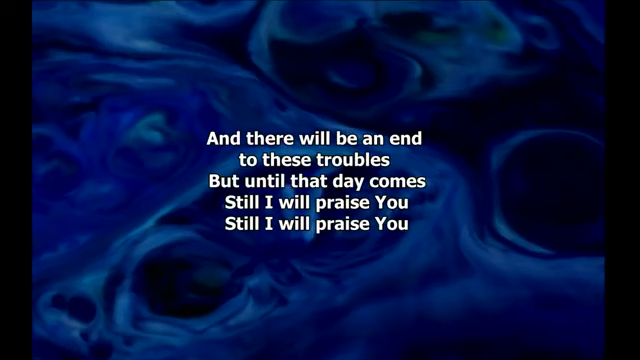 And there will be an end
to these troubles
But until that day comes
Still I will praise You
Still I will praise You